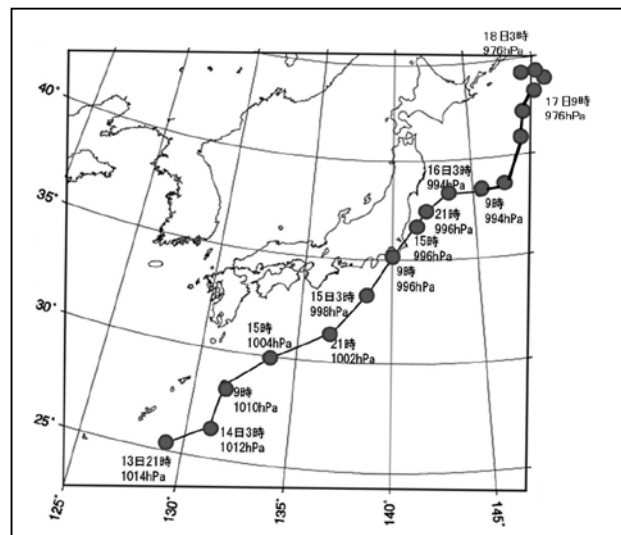 18日3時
976hPa
17日9時
976hPa
40°
16日3時
994hPa
9時
994hPa
21時
996hPa
35°
15時
996hPa
9時
996hPa
15日3時
998hPa
30°
15時
1004hPa
21時
1002hPa
9時
1010hPa
25°
14日3時
1012hPa
13日21時
1014hPa
125°
130°
135°
140°
145°